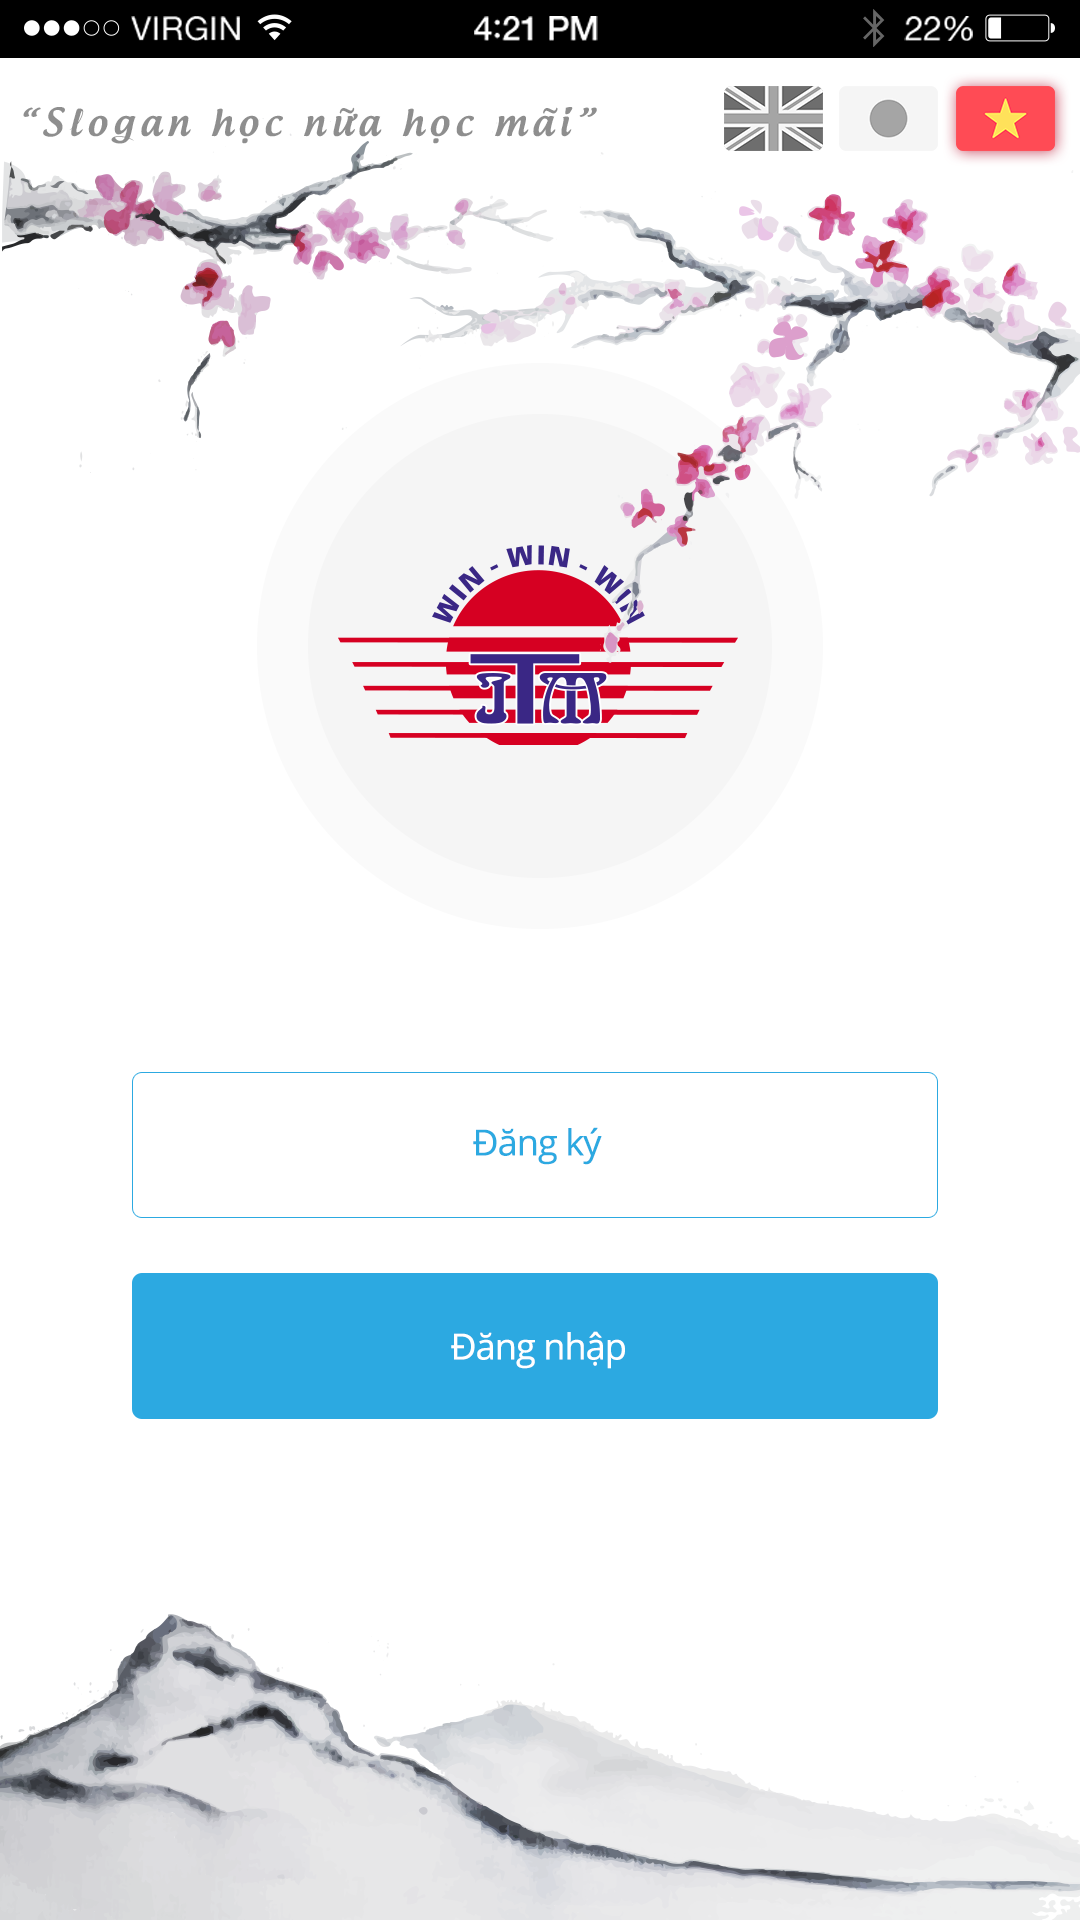 VIRGIN 4:21 PM 22%
“Slogan học nữa học mãi”
WIN - WIN - WIN
JTM
Đăng ký
Đăng nhập